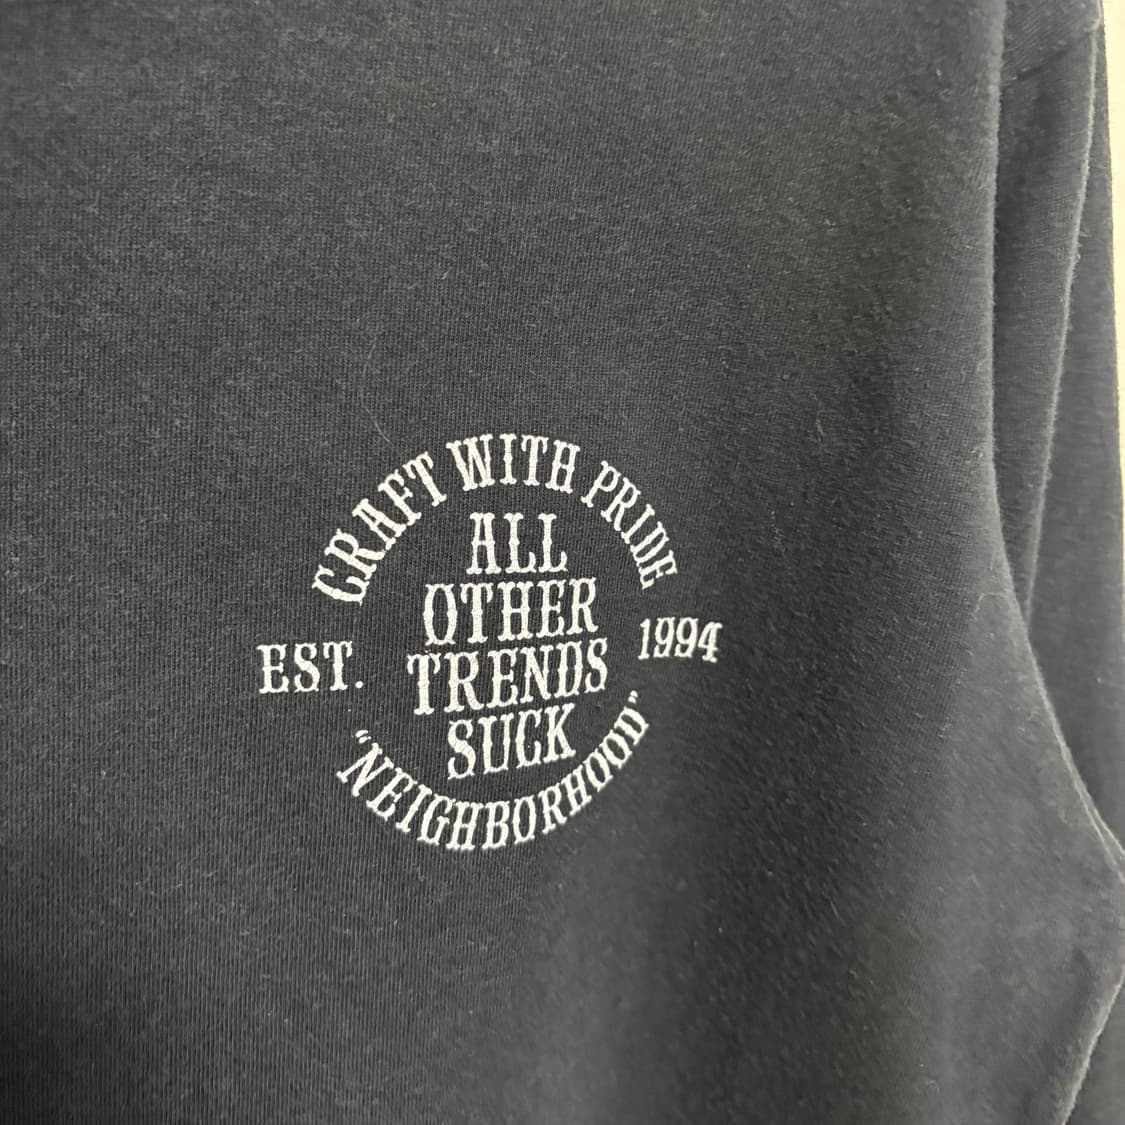 CRAFT WITH PRIDE
ALL
OTHER
TRENDS
SUCK
EST. 1994
"NEIGHBORHOOD"